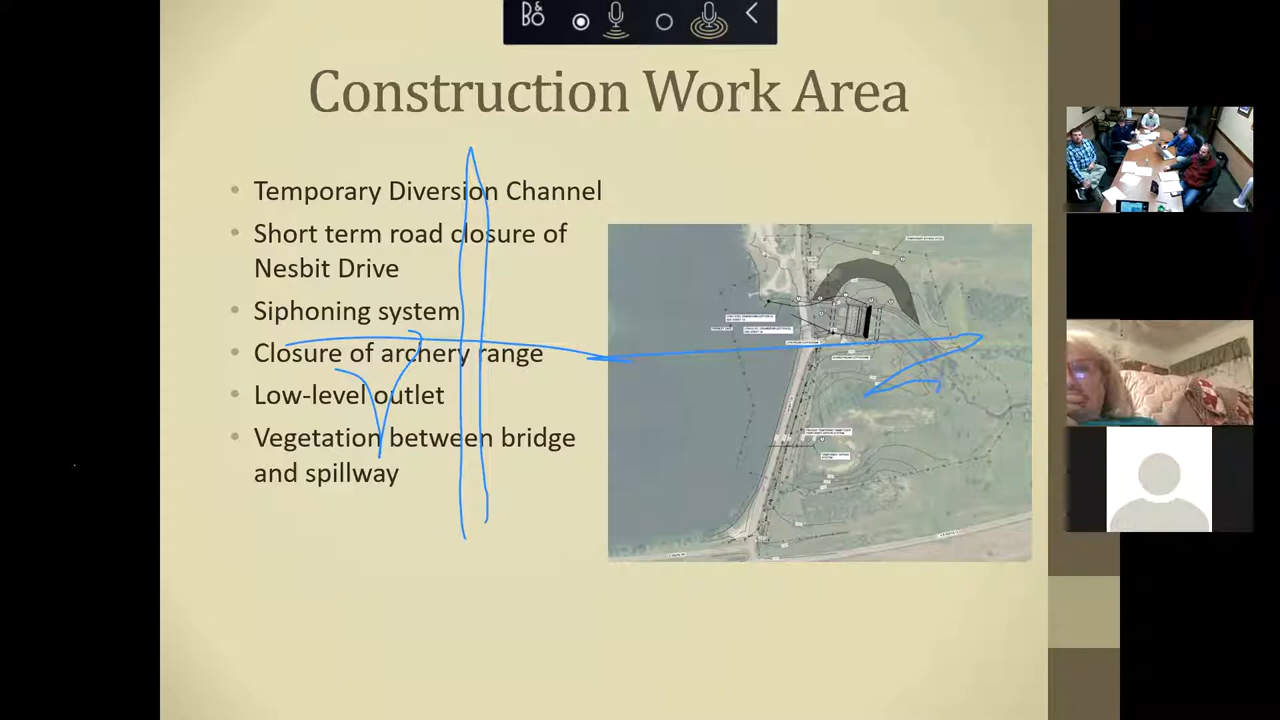 B&O
Construction Work Area
• Temporary Diversion Channel
• Short term road closure of
Nesbit Drive
• Siphoning system
• Closure of archery range
• Low-level outlet
• Vegetation between bridge
and spillway